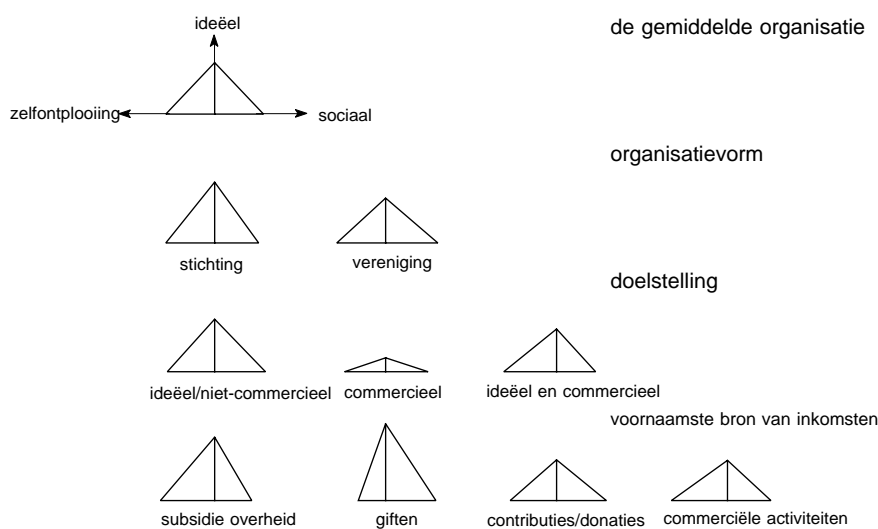 ideëel
de gemiddelde organisatie
zelfontplooiing
sociaal
organisatievorm
stichting
vereniging
doelstelling
ideëel/niet-commercieel
commercieel
ideëel en commercieel
voornaamste bron van inkomsten
subsidie overheid
giften
contributies/donaties
commerciële activiteiten